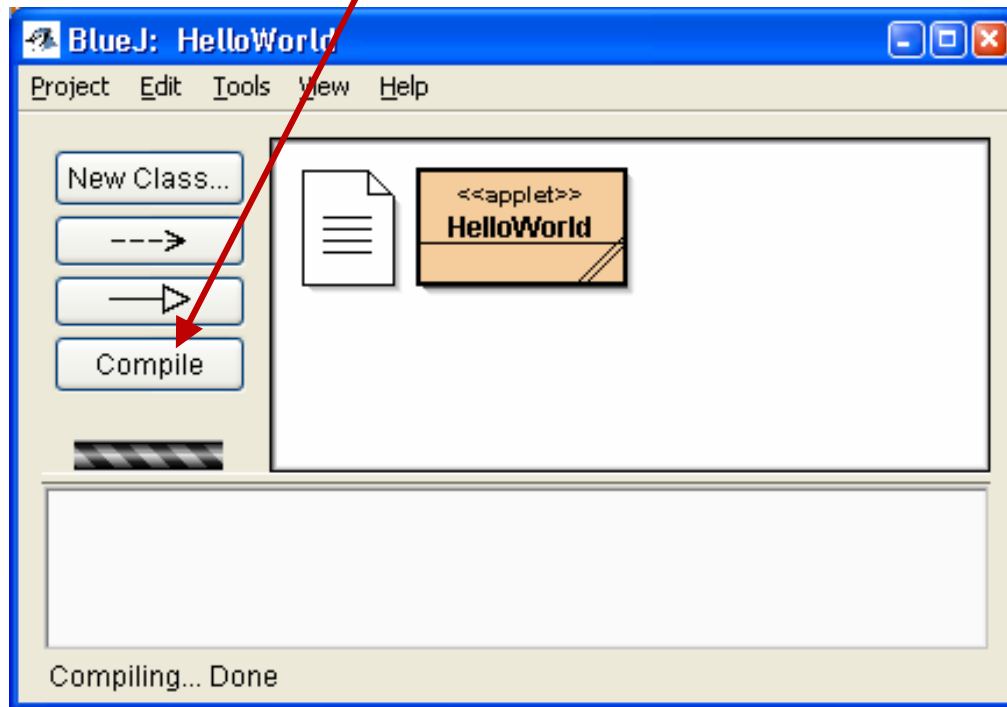 BlueJ: HelloWorld
Project Edit Tools View Help
New Class...
<<applet>>
HelloWorld
Compile
Compiling... Done